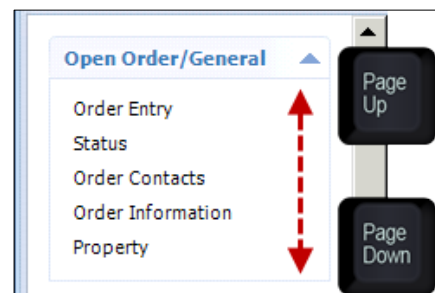 Open Order/General
Order Entry
Status
Order Contacts
Order Information
Property
Page
Up
Page
Down